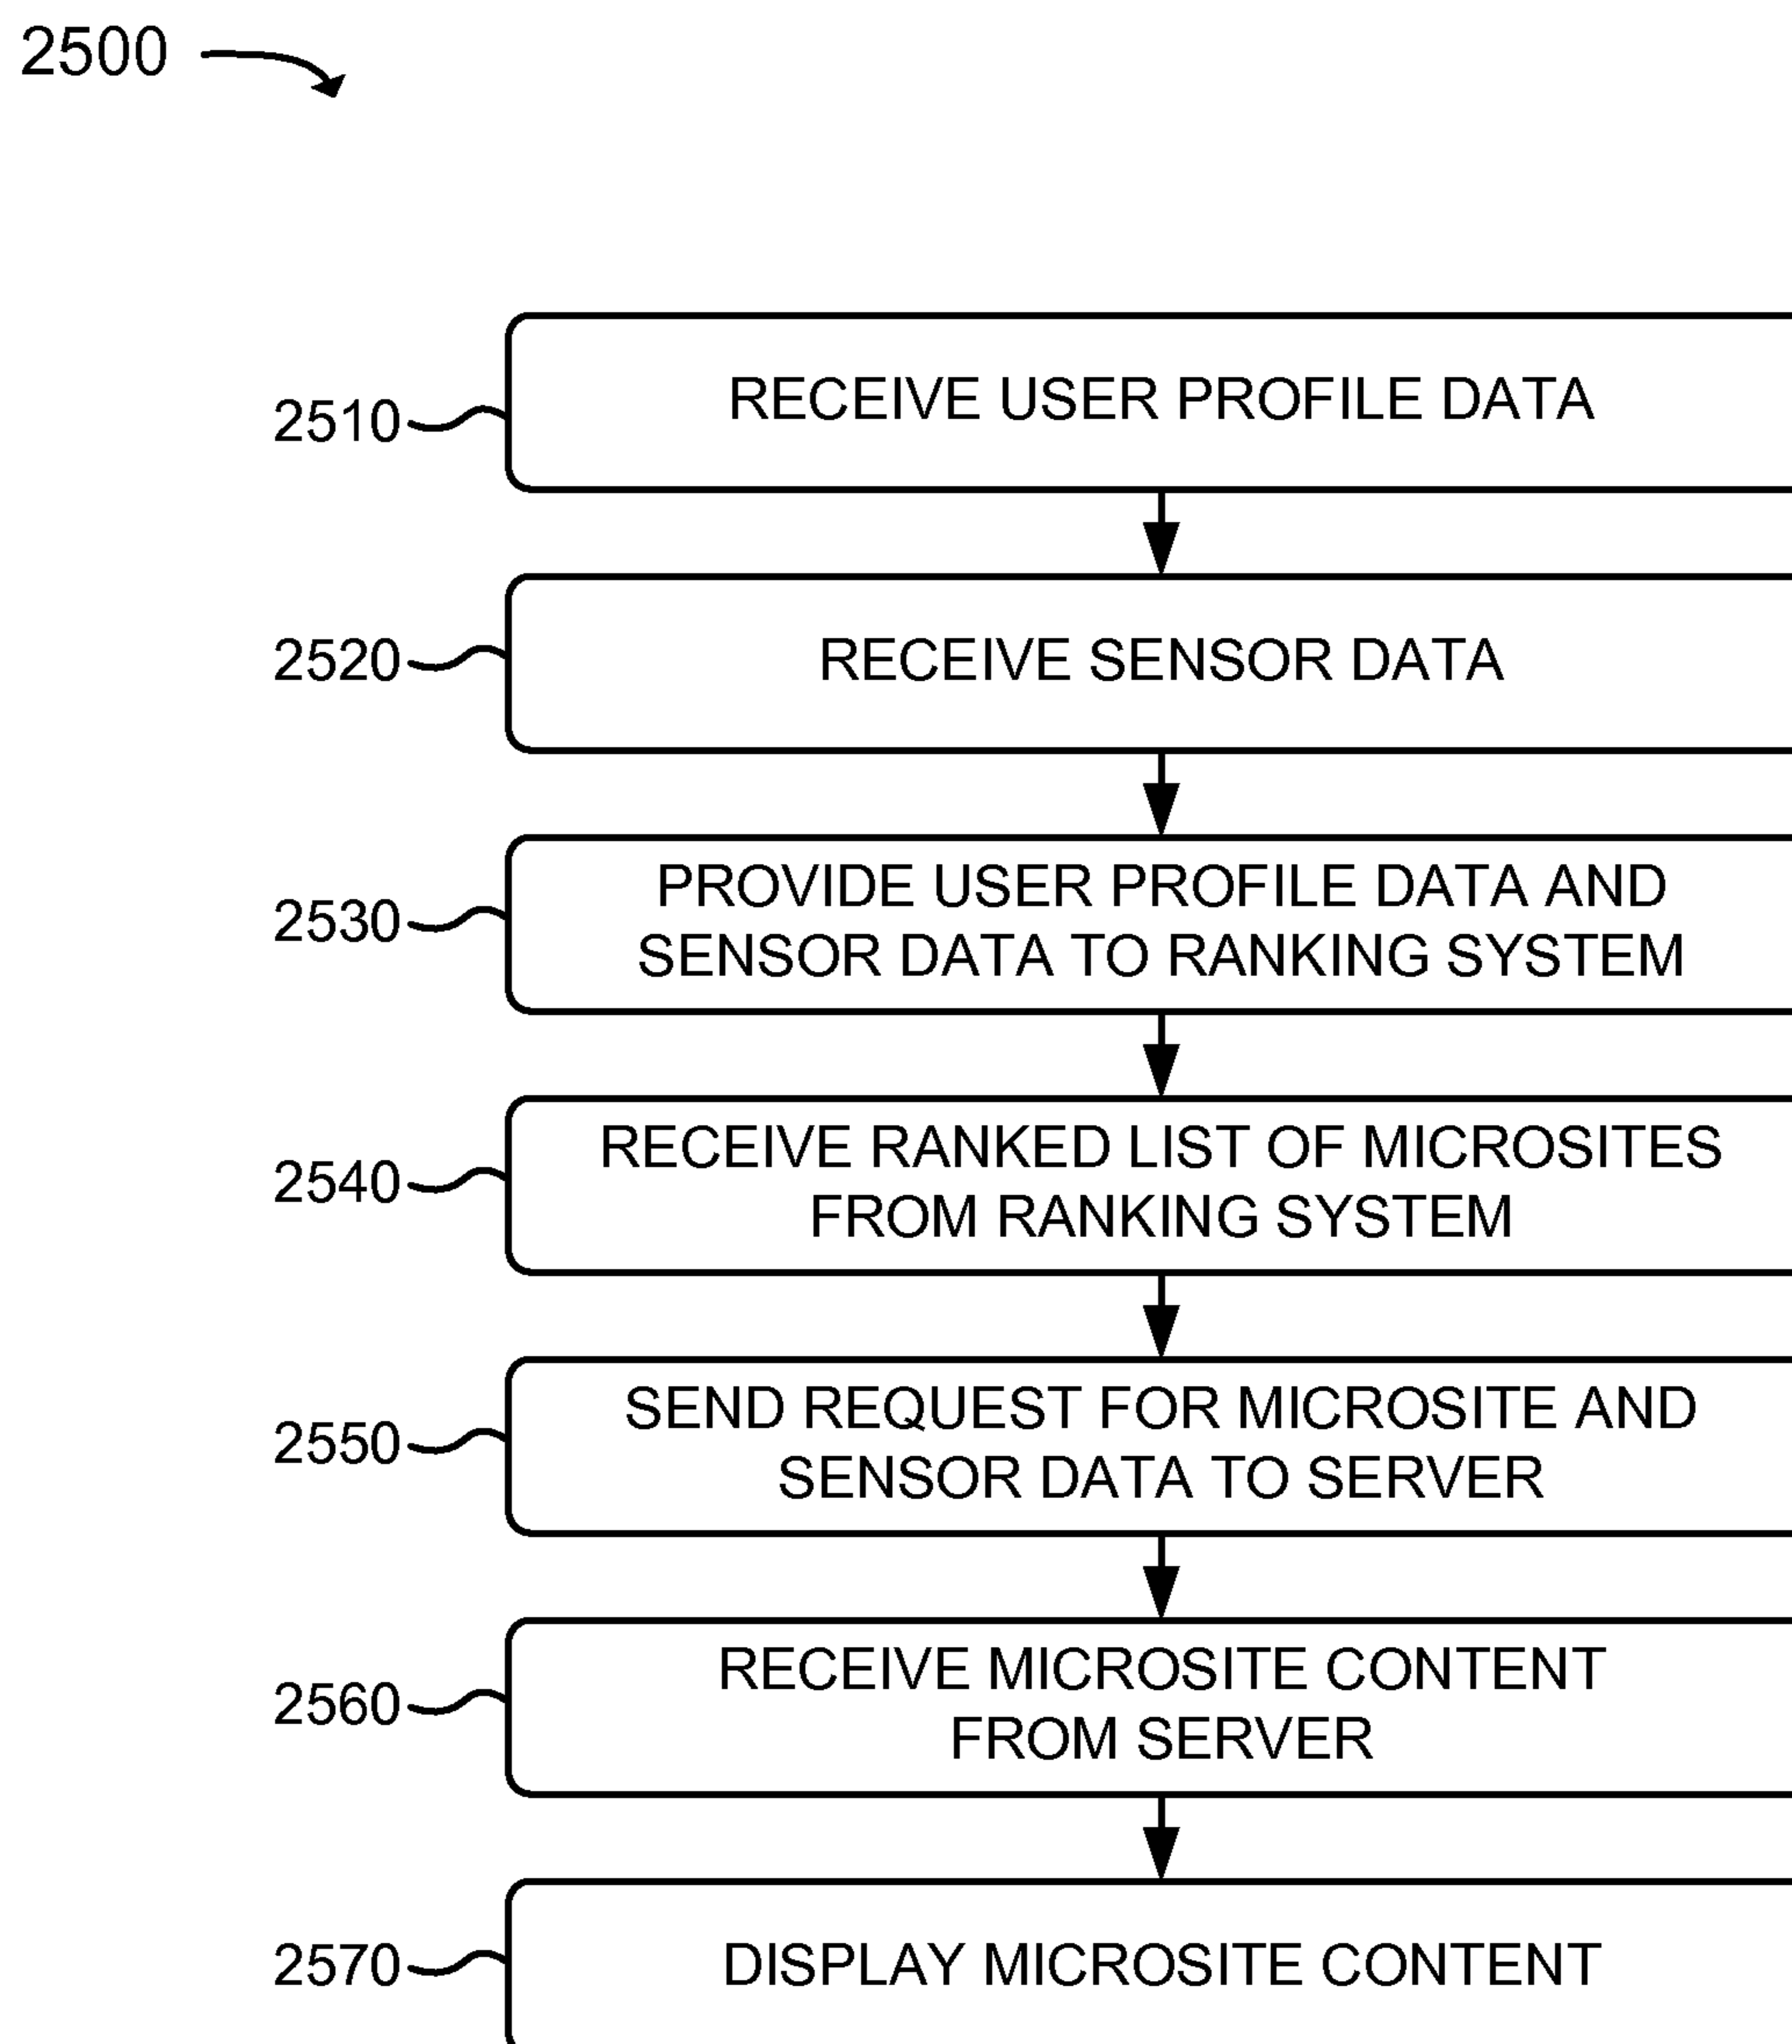 2500
2510
RECEIVE USER PROFILE DATA
2520
RECEIVE SENSOR DATA
2530
PROVIDE USER PROFILE DATA AND
SENSOR DATA TO RANKING SYSTEM
2540
RECEIVE RANKED LIST OF MICROSITES
FROM RANKING SYSTEM
2550
SEND REQUEST FOR MICROSITE AND
SENSOR DATA TO SERVER
2560
RECEIVE MICROSITE CONTENT
FROM SERVER
2570
DISPLAY MICROSITE CONTENT